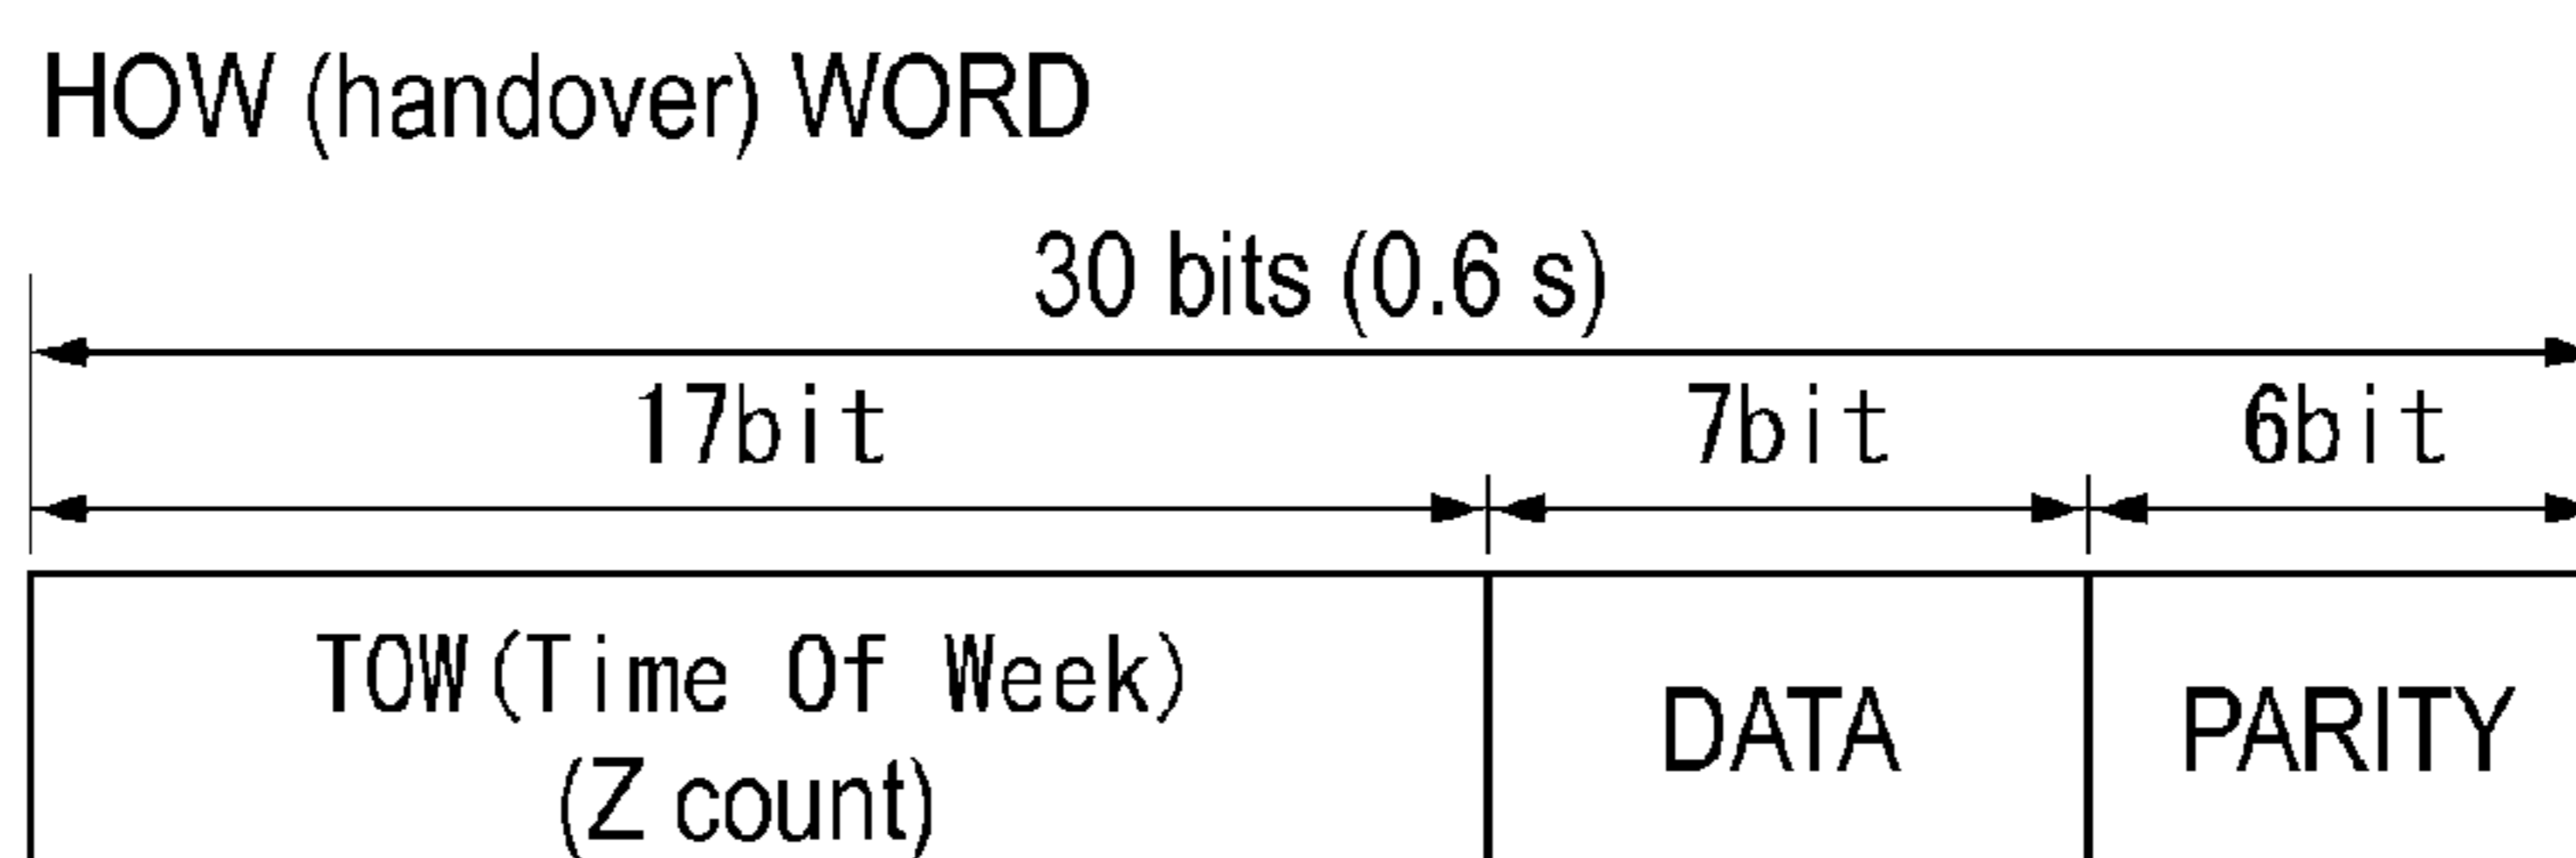 HOW (handover) WORD
30 bits (0.6 s)
17bit 7bit 6bit
TOW(Time Of Week) DATA PARITY
(Z count)